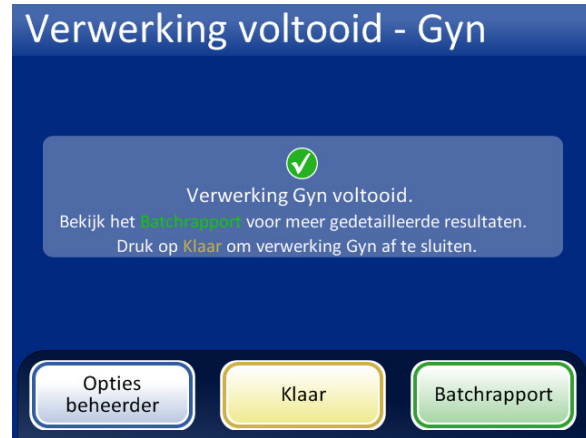 Verwerking voltooid - Gyn
Verwerking Gyn voltooid.
Bekijk het Batchrapport voor meer gedetailleerde resultaten.
Druk op Klaar om verwerking Gyn af te sluiten.
Opties
beheerder
Klaar
Batchrapport